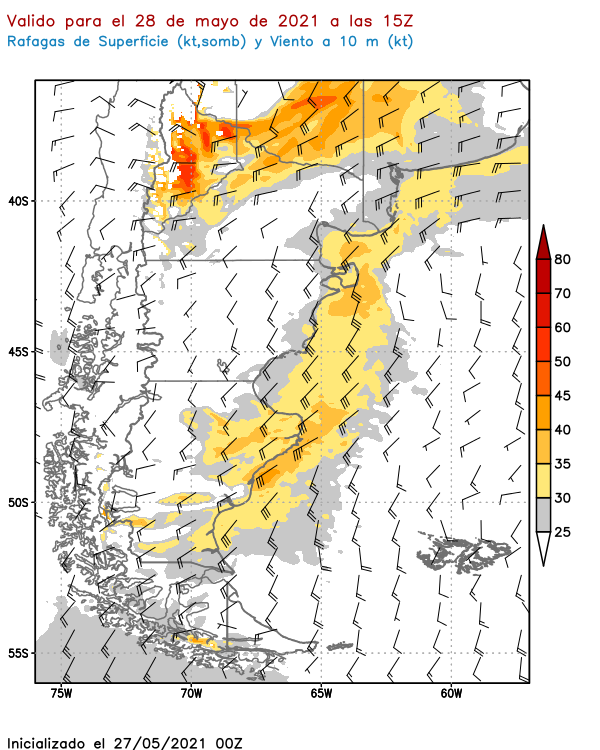 Valido para el 28 de mayo de 2021 a las 15Z
Rafagas de Superficie (kt,somb) y Viento a 10 m (kt)
40S
45S
50S
55S
75W 70W 65W 60W
80
70
60
50
45
40
35
30
25
Inicializado el 27/05/2021 00Z